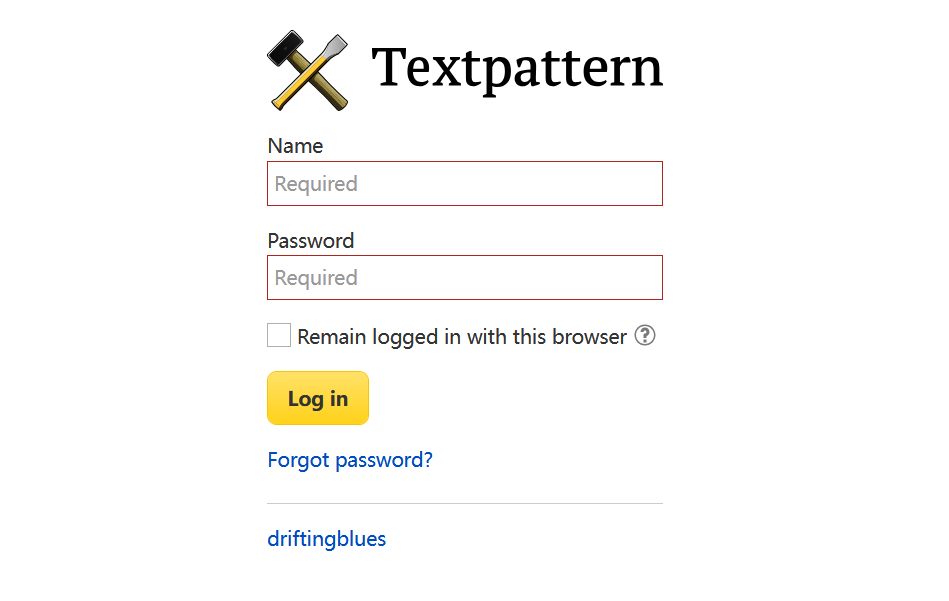 Textpattern
Name
Required
Password
Required
Remain logged in with this browser ?
Log in
Forgot password?
driftingblues